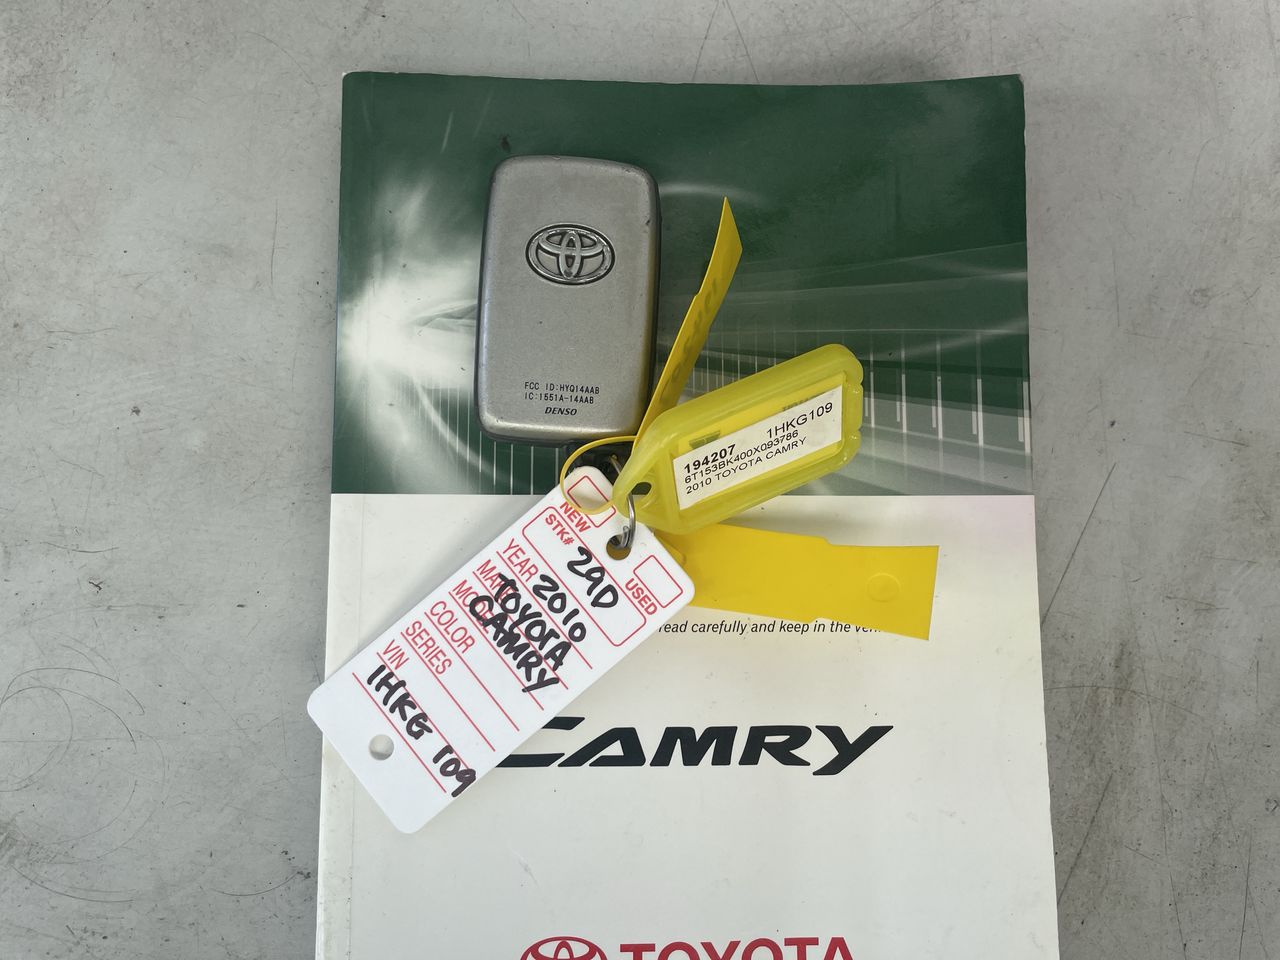 FCC ID:HYQ14AAB
IC:1551A-14AAB
DENSO
194207 1HKG109
6T153BK400X093786
2010 TOYOTA CAMRY
NEW
USED
STK# 29D
YEAR 2010
TOYOTA
MODEL CAMRY
COLOR
SERIES
VIN
1HKG 109
read carefully and keep in the
CAMRY
TOYOTA